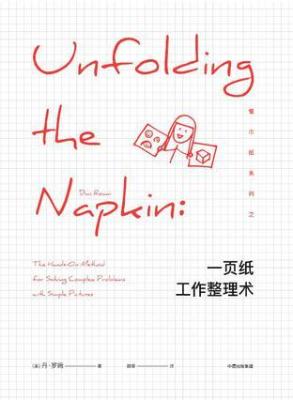 Unfolding
the
Napkin:
Dan Roam
餐巾纸系列之
The Hands-On Method
for Solving Complex Problems
with Simple Pictures
一页纸
工作整理术
[美] 丹·罗姆 著
译
中信出版集团